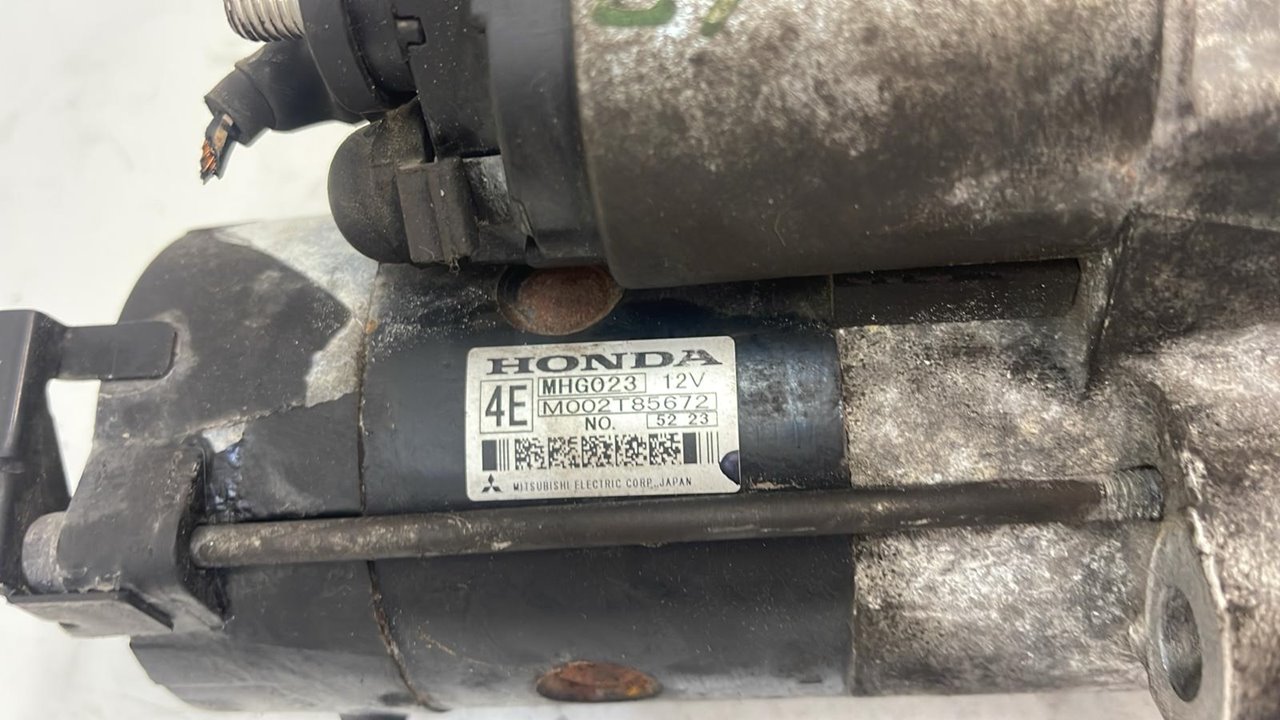 HONDA
4E MHG023 12V
M002T85672
NO. 52 23
MITSUBISHI ELECTRIC CORP., JAPAN